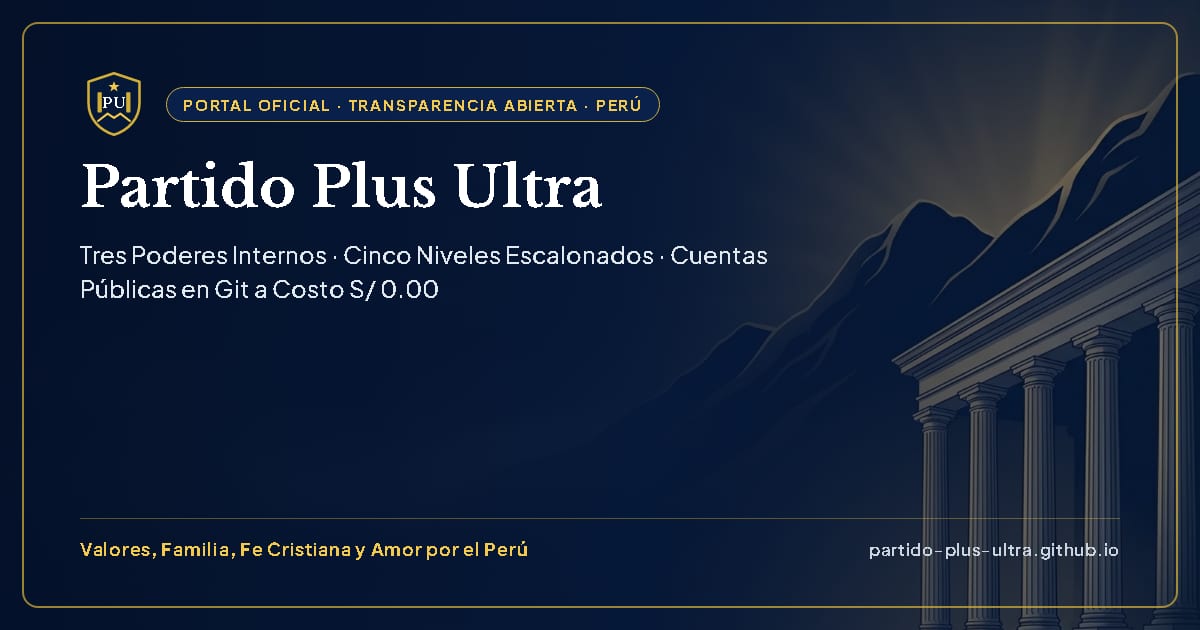 PU
PORTAL OFICIAL · TRANSPARENCIA ABIERTA · PERÚ
Partido Plus Ultra
Tres Poderes Internos · Cinco Niveles Escalonados · Cuentas
Públicas en Git a Costo S/ 0.00
Valores, Familia, Fe Cristiana y Amor por el Perú
partido-plus-ultra.github.io